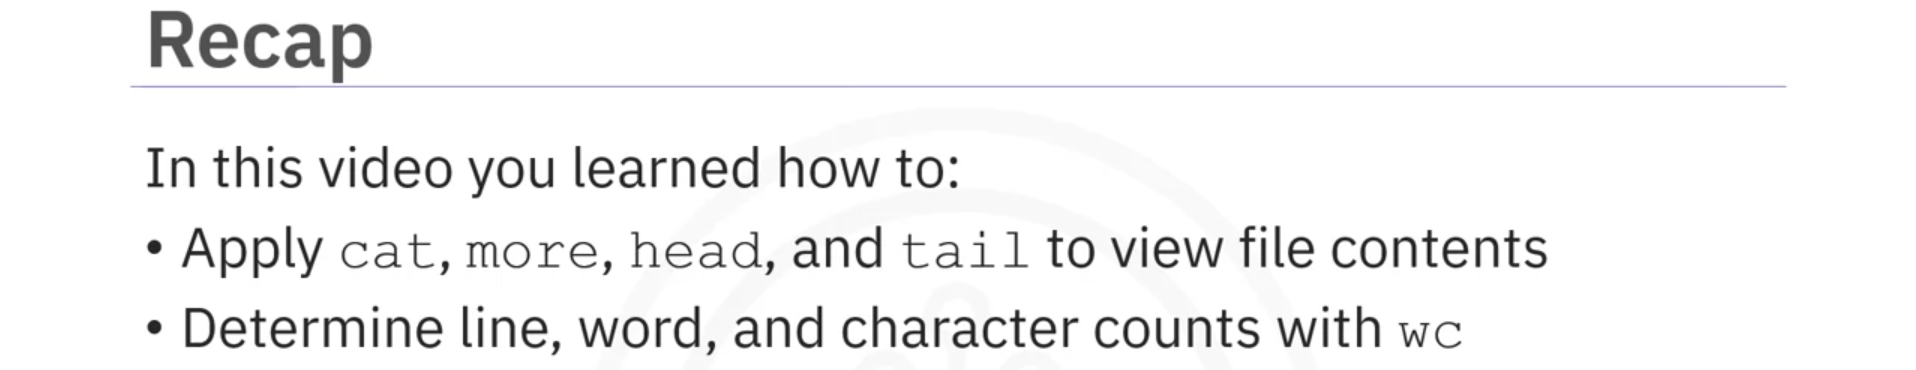 Recap
In this video you learned how to:
• Apply cat, more, head, and tail to view file contents
• Determine line, word, and character counts with wc